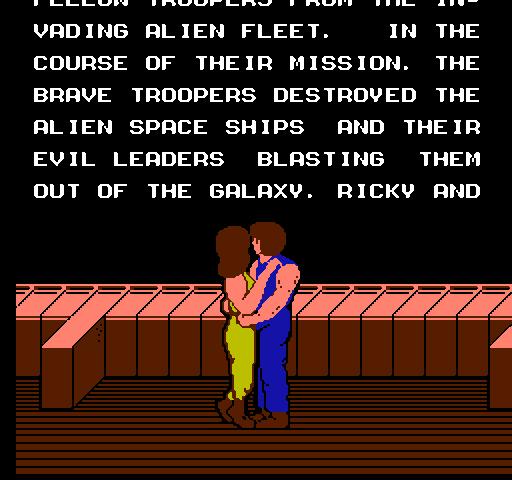 FELLOW TROOPERS FROM THE IN-
VADING ALIEN FLEET. IN THE
COURSE OF THEIR MISSION. THE
BRAVE TROOPERS DESTROYED THE
ALIEN SPACE SHIPS AND THEIR
EVIL LEADERS BLASTING THEM
OUT OF THE GALAXY. RICKY AND